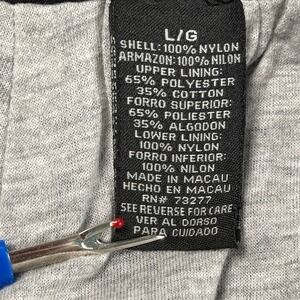 L/G
SHELL: 100% NYLON
ARMAZON: 100% NILON
UPPER LINING:
65% POLYESTER
35% COTTON
FORRO SUPERIOR:
65% POLIESTER
35% ALGODON
LOWER LINING:
100% NYLON
FORRO INFERIOR:
100% NILON
MADE IN MACAU
HECHO EN MACAU
RN# 73277
SEE REVERSE FOR CARE
VER AL DORSO
PARA CUIDADO